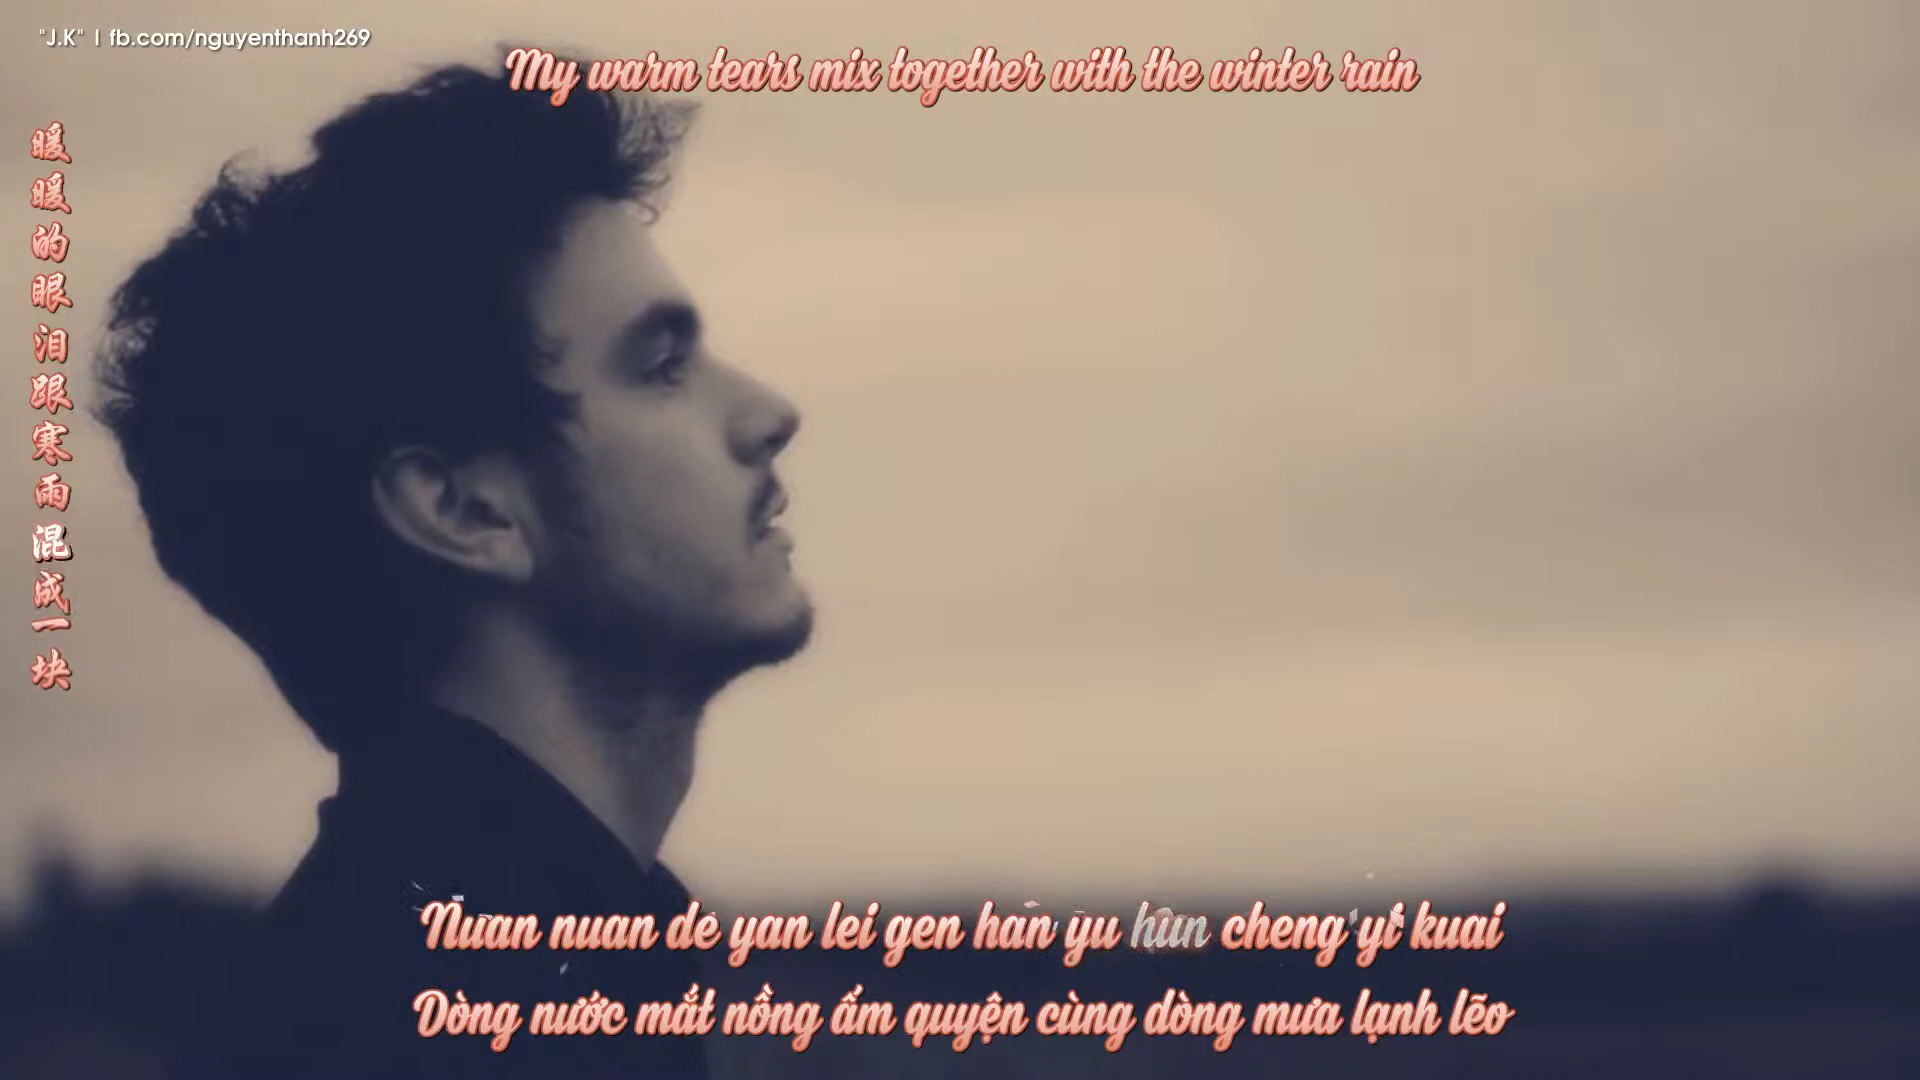 "J.K" | fb.com/nguyenthanh269
My warm tears mix together with the winter rain
暖暖的眼泪跟寒雨混成一块
Nuan nuan de yan lei gen han yu hun cheng yi kuai
Dòng nước mắt nồng ấm quyện cùng dòng mưa lạnh lẽo